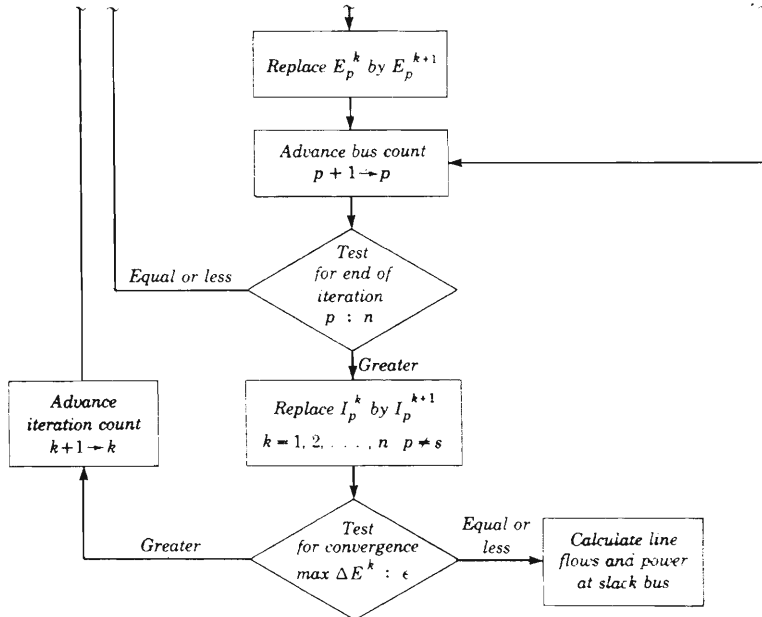 Replace E_p^k by E_p^{k+1}
Advance bus count
p + 1 → p
Test
for end of
iteration
p : n
Equal or less
Greater
Replace I_p^k by I_p^{k+1}
k = 1, 2, . . . , n p ≠ s
Advance
iteration count
k+1 → k
Test
for convergence
max ΔE^k : ϵ
Greater
Equal or
less
Calculate line
flows and power
at slack bus